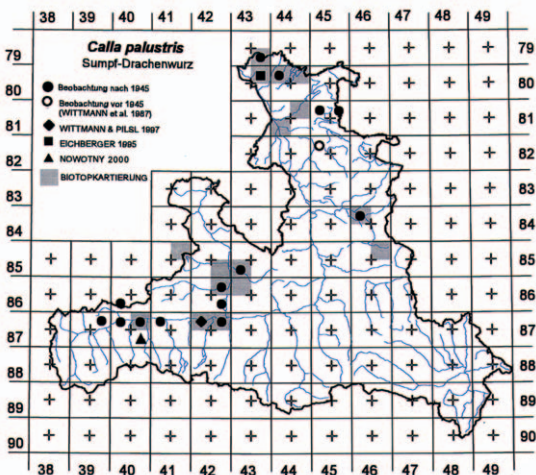 38 39 40 41 42 43 44 45 46 47 48 49
Calla palustris
Sumpf-Drachenwurz
Beobachtung nach 1945
Beobachtung vor 1945
(WITTMANN et al. 1987)
WITTMANN & PILSL 1997
EICHBERGER 1995
NOWOTNY 2000
BIOTOPKARTIERUNG
79 79
80 80
81 81
82 82
83 83
84 84
85 85
86 86
87 87
88 88
89 89
90 90
38 39 40 41 42 43 44 45 46 47 48 49